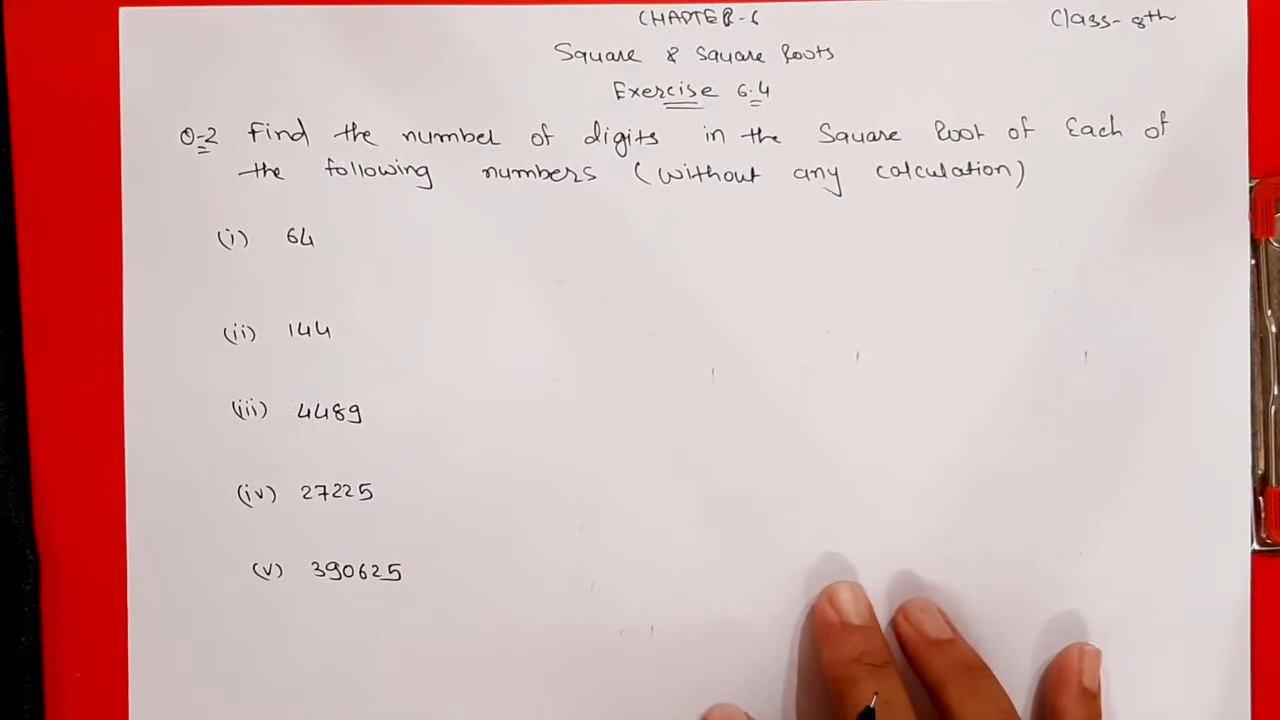 CHAPTER-6
Class-8th
Square & Square Roots
Exercise 6.4
Q-2 Find the number of digits in the Square Root of Each of
the following numbers (without any calculation)
(i) 64
(ii) 144
(iii) 4489
(iv) 27225
(v) 390625